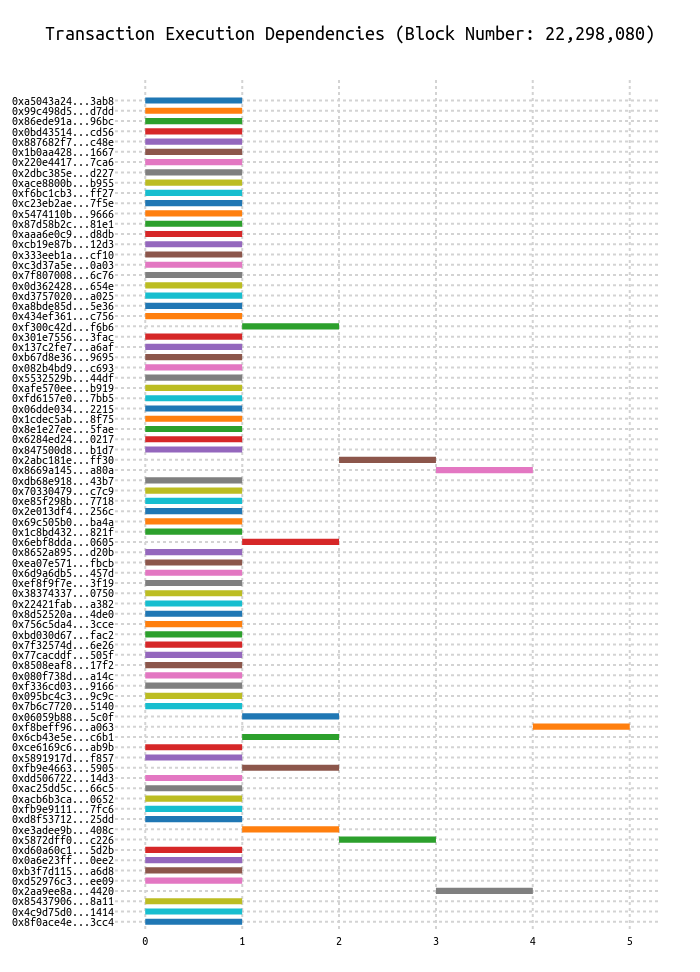 Transaction Execution Dependencies (Block Number: 22,298,080)
0xa5043a24...3ab8
0x99c498d5...d7dd
0x86ede91a...96bc
0x0bd43514...cd56
0x887682f7...c48e
0x1b0aa428...1667
0x220e4417...7ca6
0x2dbc385e...d227
0xace8800b...b955
0xf6bc1cb3...ff27
0xc23eb2ae...7f5e
0x5474110b...9666
0x87d58b2c...81e1
0xaaa6e0c9...d8db
0xcb19e87b...12d3
0x333eeb1a...cf10
0xc3d37a5e...0a03
0x7f807008...6c76
0x0d362428...654e
0xd3757020...a025
0xa8bde85d...5e36
0x434ef361...c756
0xf300c42d...f6b6
0x301e7556...3fac
0x137c2fe7...a6af
0xb67d8e36...9695
0x082b4bd9...c693
0x5532529b...44df
0xafe570ee...b919
0xfd6157e0...7bb5
0x06dde034...2215
0x1cdec5ab...8f75
0x8e1e27ee...5fae
0x6284ed24...0217
0x847500d8...b1d7
0x2abc181e...ff30
0x8669a145...a80a
0xdb68e918...43b7
0x70330479...c7c9
0xe85f298b...7718
0x2e013df4...256c
0x69c505b0...ba4a
0x1c8bd432...821f
0x6ebf8dda...0605
0x8652a895...d20b
0xea07e571...fbcb
0x6d9a6db5...457d
0xef8f9f7e...3f19
0x38374337...0750
0x22421fab...a382
0x8d52520a...4de0
0x756c5da4...3cce
0xbd030d67...fac2
0x7f32574d...6e26
0x77cacddf...505f
0x8508eaf8...17f2
0x080f738d...a14c
0xf336cd03...9166
0x095bc4c3...9c9c
0x7b6c7720...5140
0x06059b88...5c0f
0xf8beff96...a063
0x6cb43e5e...c6b1
0xce6169c6...ab9b
0x5891917d...f857
0xfb9e4663...5905
0xdd506722...14d3
0xac25dd5c...66c5
0xacb6b3ca...0652
0xfb9e9111...7fc6
0xd8f53712...25dd
0xe3adee9b...408c
0x5872dff0...c226
0xd60a60c1...5d2b
0x0a6e23ff...0ee2
0xb3f7d115...a6d8
0xd52976c3...ee09
0x2aa9ee8a...4420
0x85437906...8a11
0x4c9d75d0...1414
0x8f0ace4e...3cc4
0 1 2 3 4 5